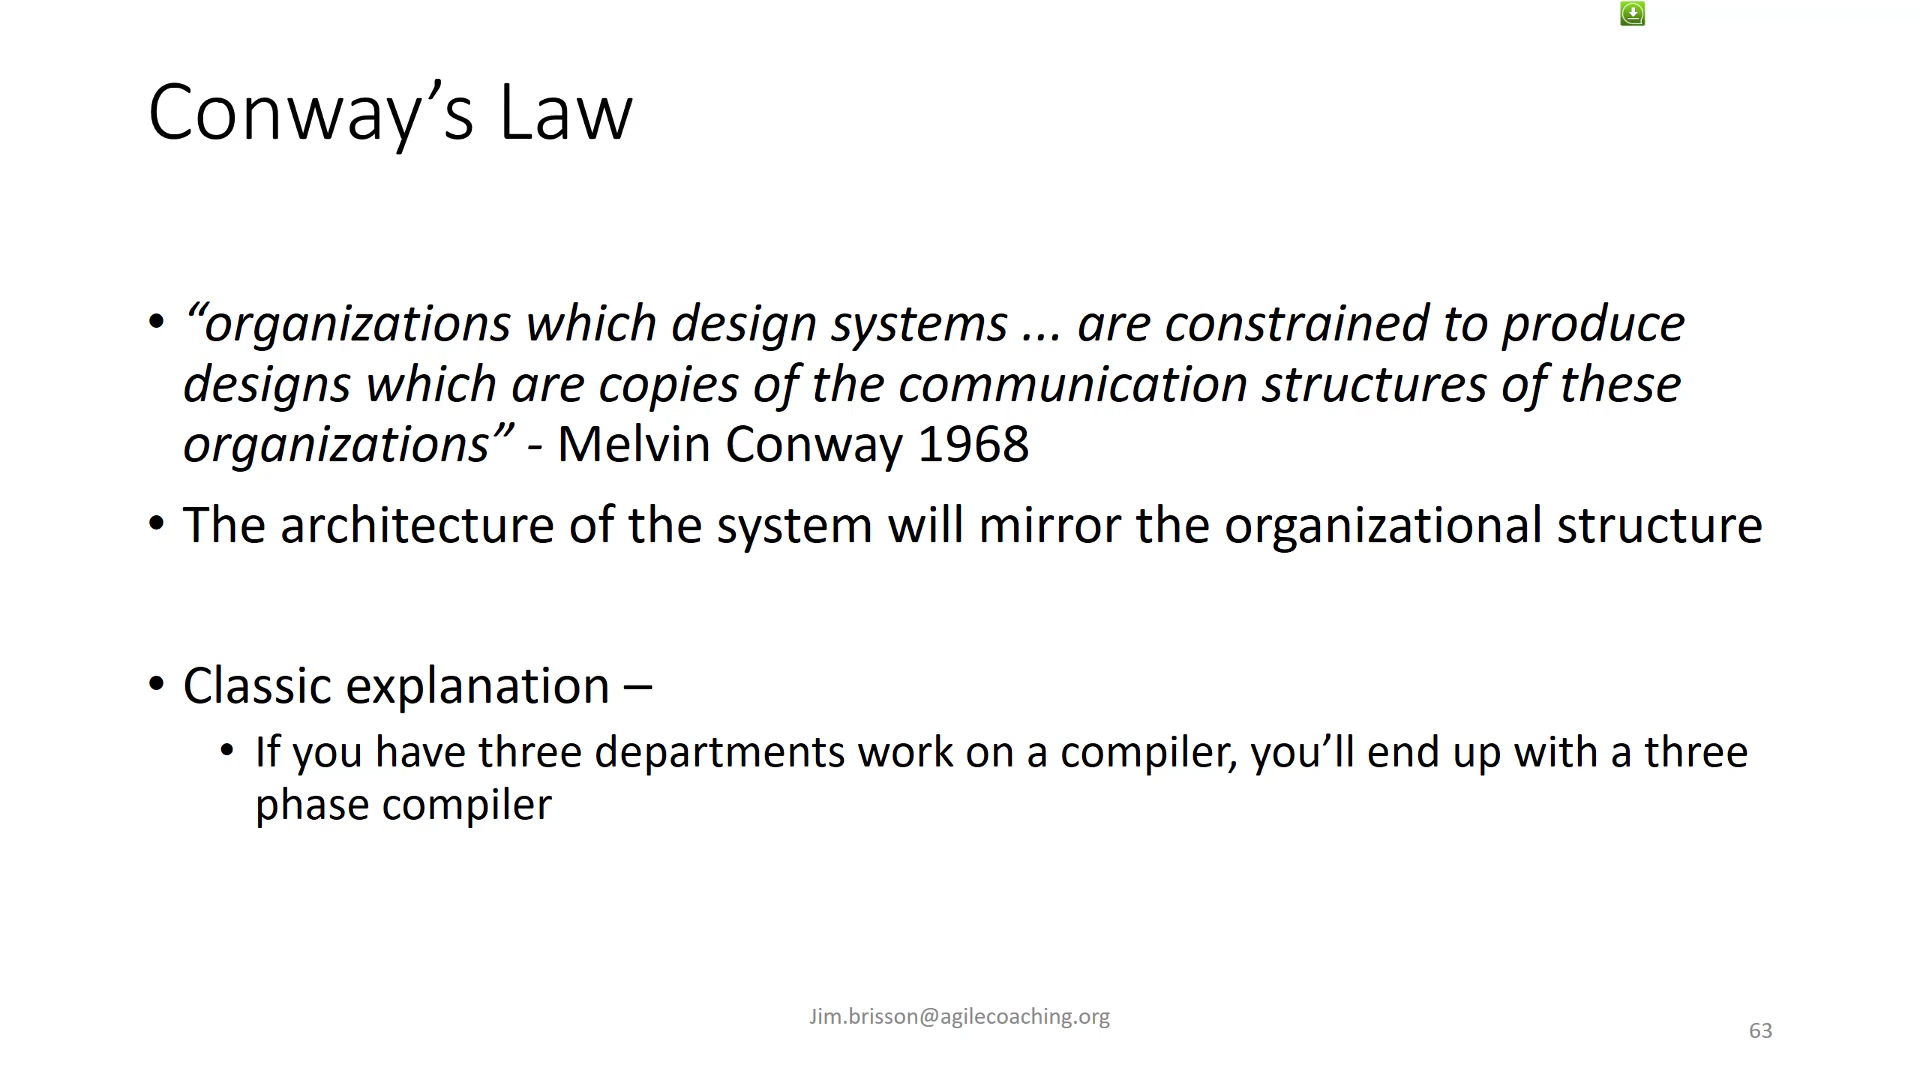 Conway’s Law
• “organizations which design systems ... are constrained to produce
designs which are copies of the communication structures of these
organizations” - Melvin Conway 1968
• The architecture of the system will mirror the organizational structure
• Classic explanation –
• If you have three departments work on a compiler, you’ll end up with a three
phase compiler
Jim.brisson@agilecoaching.org
63